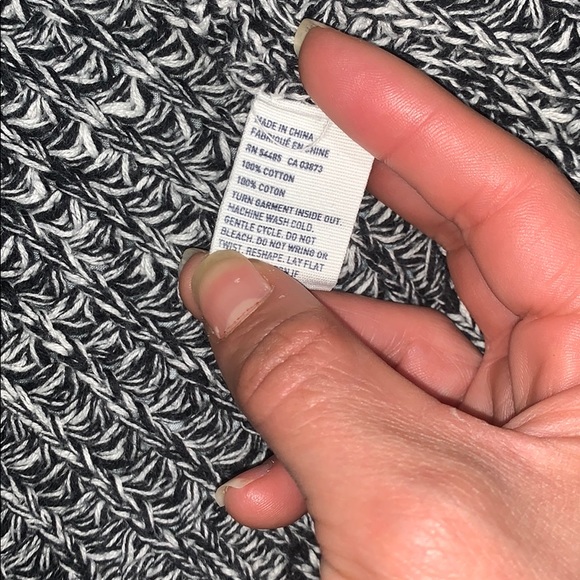 MADE IN CHINA
FABRIQUÉ EN CHINE
RN 54485 CA 03873
100% COTTON
100% COTON
TURN GARMENT INSIDE OUT.
MACHINE WASH COLD,
GENTLE CYCLE. DO NOT
BLEACH. DO NOT WRING OR
TWIST. RESHAPE. LAY FLAT